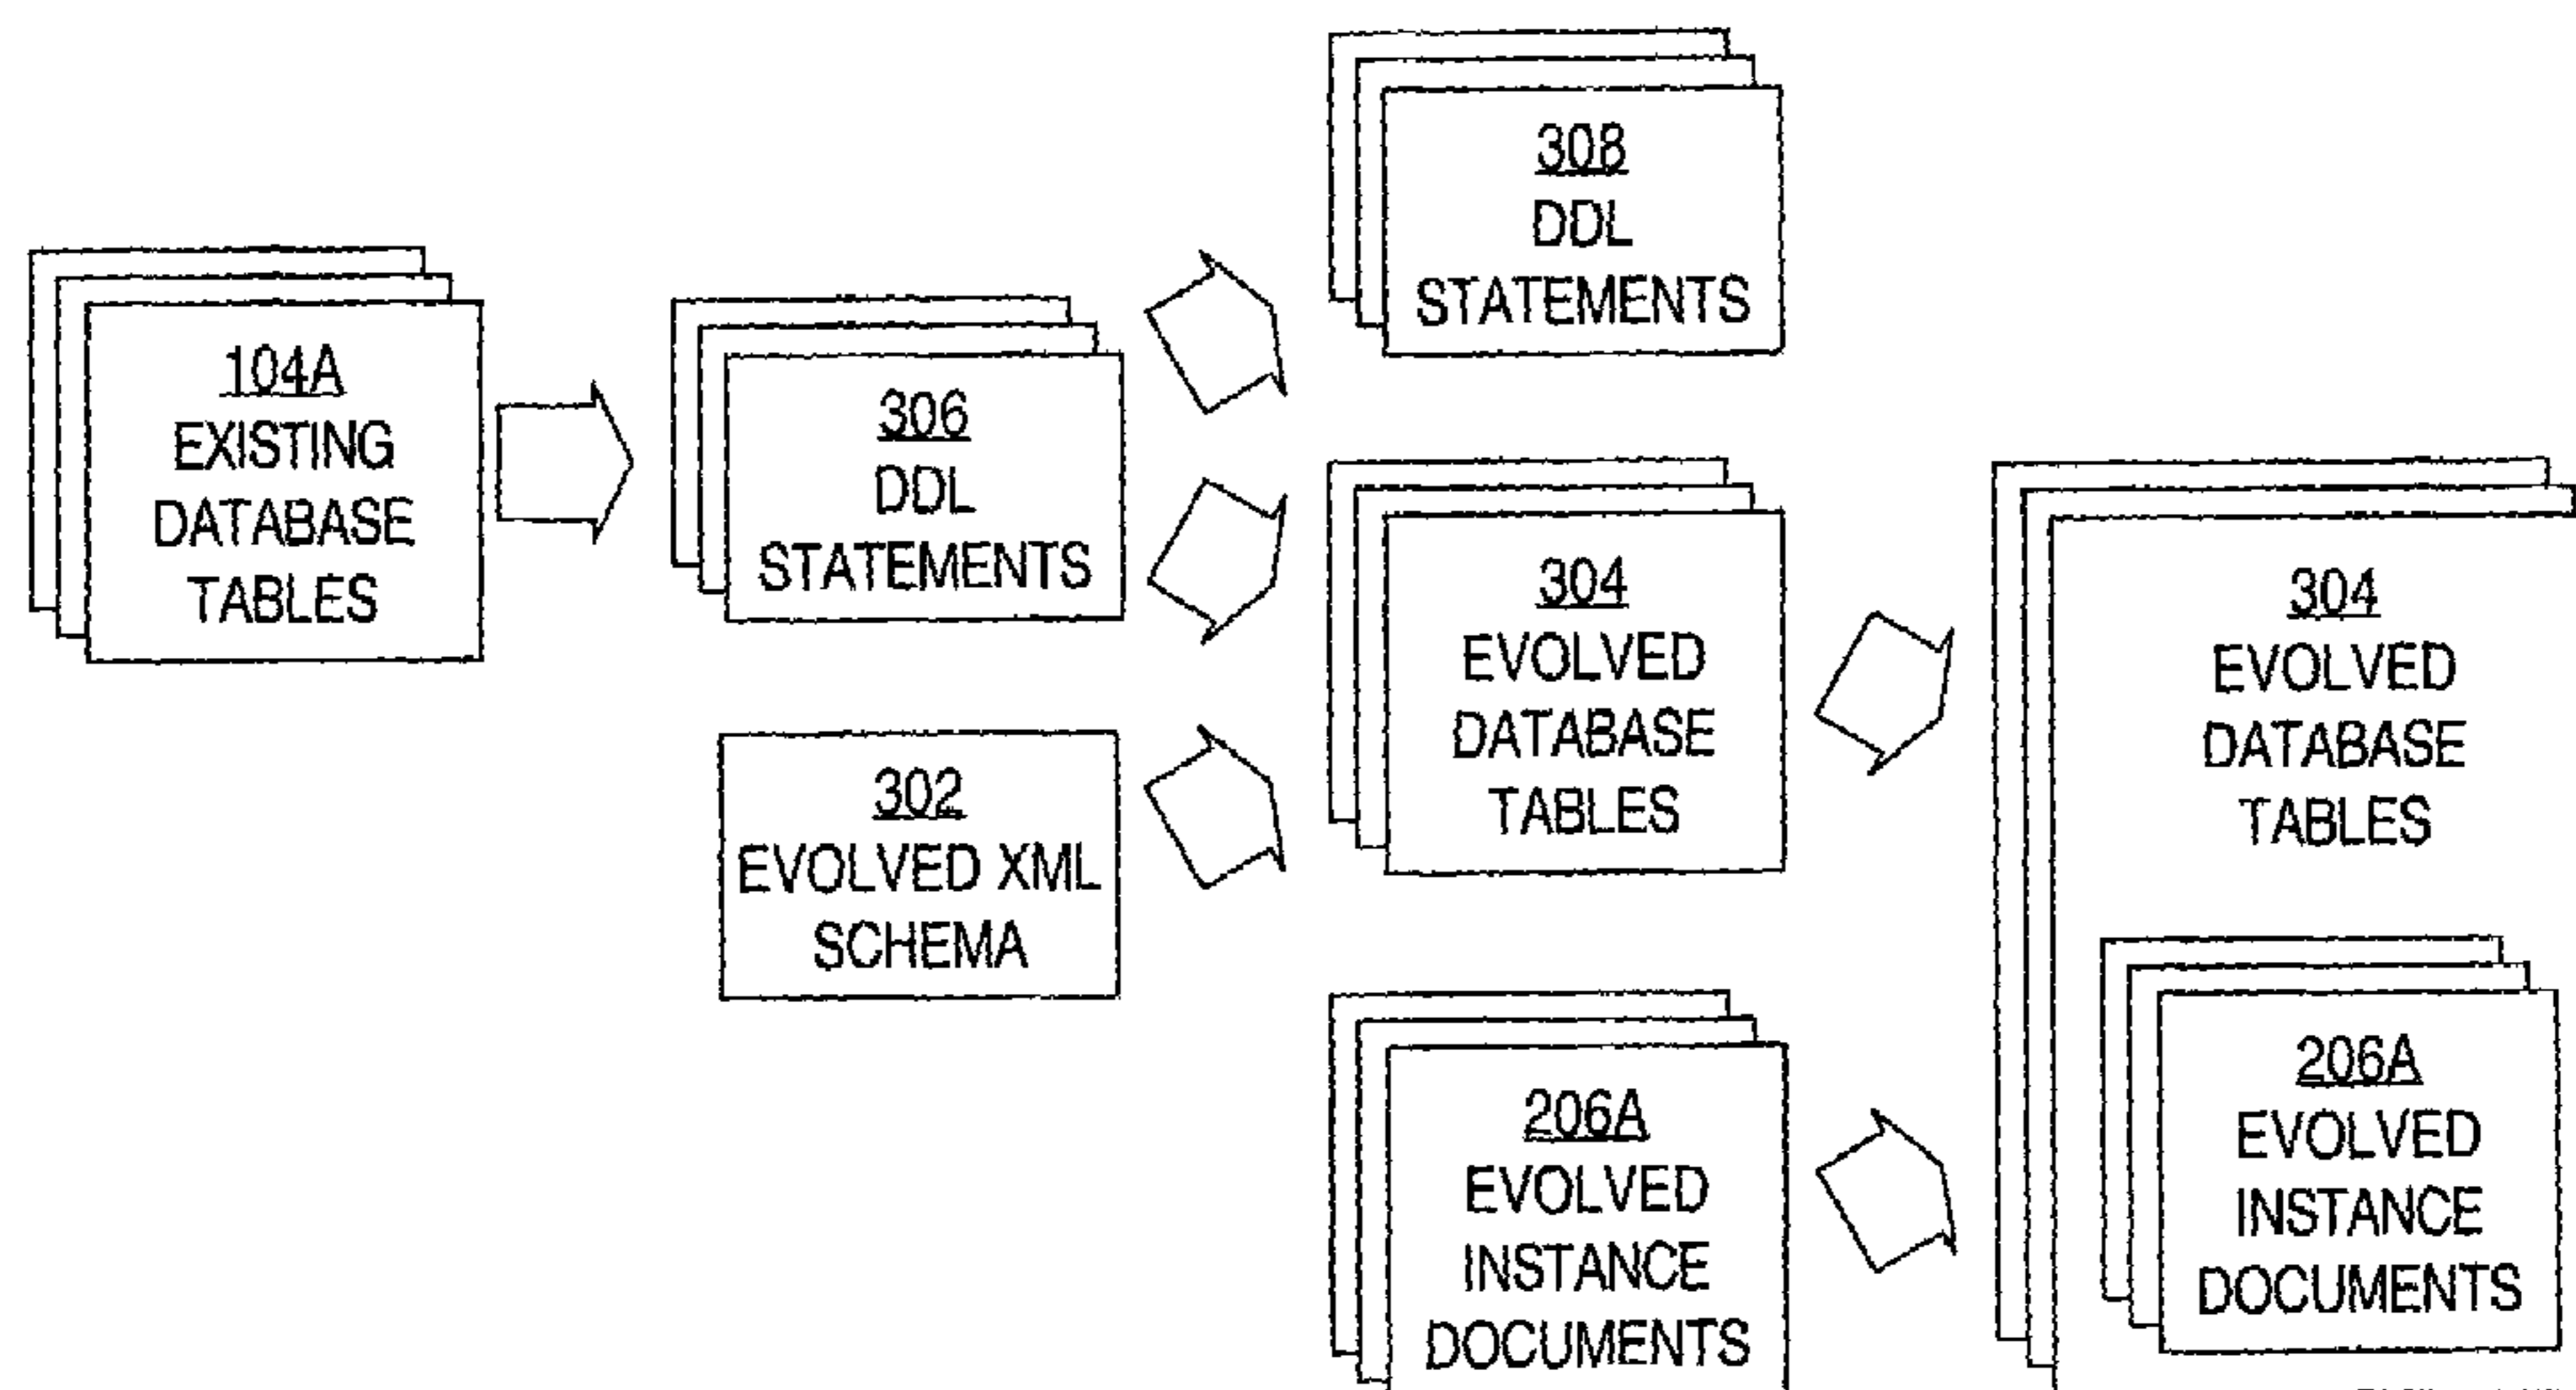 104A
EXISTING
DATABASE
TABLES
306
DDL
STATEMENTS
302
EVOLVED XML
SCHEMA
308
DDL
STATEMENTS
304
EVOLVED
DATABASE
TABLES
206A
EVOLVED
INSTANCE
DOCUMENTS
304
EVOLVED
DATABASE
TABLES
206A
EVOLVED
INSTANCE
DOCUMENTS